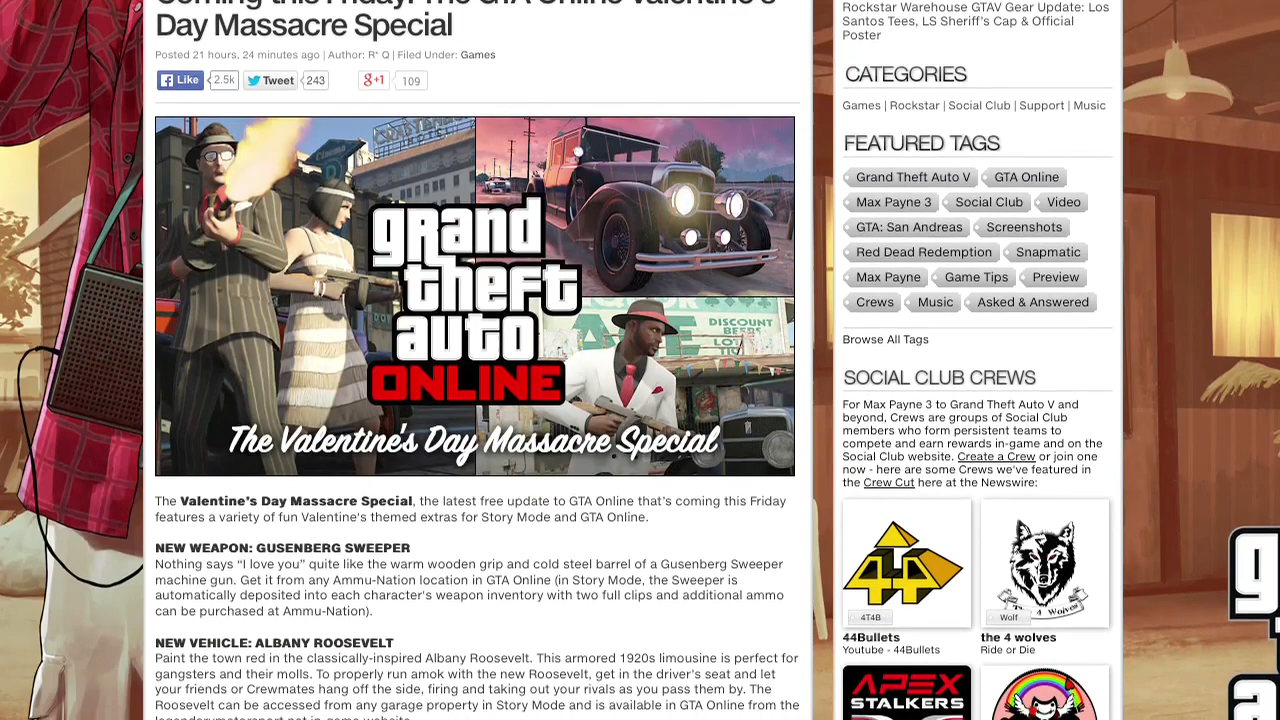 Coming this Friday: The GTA Online Valentine's
Day Massacre Special
Posted 21 hours, 24 minutes ago | Author: R* Q | Filed Under: Games
Like 2.5k Tweet 243 g+1 109
grand
theft
auto
ONLINE
The Valentine's Day Massacre Special
DISCOUNT
The Valentine's Day Massacre Special, the latest free update to GTA Online that's coming this Friday
features a variety of fun Valentine's themed extras for Story Mode and GTA Online.
NEW WEAPON: GUSENBERG SWEEPER
Nothing says “I love you” quite like the warm wooden grip and cold steel barrel of a Gusenberg Sweeper
machine gun. Get it from any Ammu-Nation location in GTA Online (in Story Mode, the Sweeper is
automatically deposited into each character's weapon inventory with two full clips and additional ammo
can be purchased at Ammu-Nation).
NEW VEHICLE: ALBANY ROOSEVELT
Paint the town red in the classically-inspired Albany Roosevelt. This armored 1920s limousine is perfect for
gangsters and their molls. To properly run amok with the new Roosevelt, get in the driver's seat and let
your friends or Crewmates hang off the side, firing and taking out your rivals as you pass them by. The
Roosevelt can be accessed from any garage property in Story Mode and is available in GTA Online from the
legendarymotorsport.net in-game website.
Rockstar Warehouse GTAV Gear Update: Los
Santos Tees, LS Sheriff's Cap & Official
Poster
CATEGORIES
Games | Rockstar | Social Club | Support | Music
FEATURED TAGS
Grand Theft Auto V GTA Online
Max Payne 3 Social Club Video
GTA: San Andreas Screenshots
Red Dead Redemption Snapmatic
Max Payne Game Tips Preview
Crews Music Asked & Answered
Browse All Tags
SOCIAL CLUB CREWS
For Max Payne 3 to Grand Theft Auto V and
beyond, Crews are groups of Social Club
members who form persistent teams to
compete and earn rewards in-game and on the
Social Club website. Create a Crew or join one
now - here are some Crews we've featured in
the Crew Cut here at the Newswire:
44
4T4B
44Bullets
Youtube - 44Bullets
The 4 Wolves
Wolf
the 4 wolves
Ride or Die
APEX
STALKERS
g
a